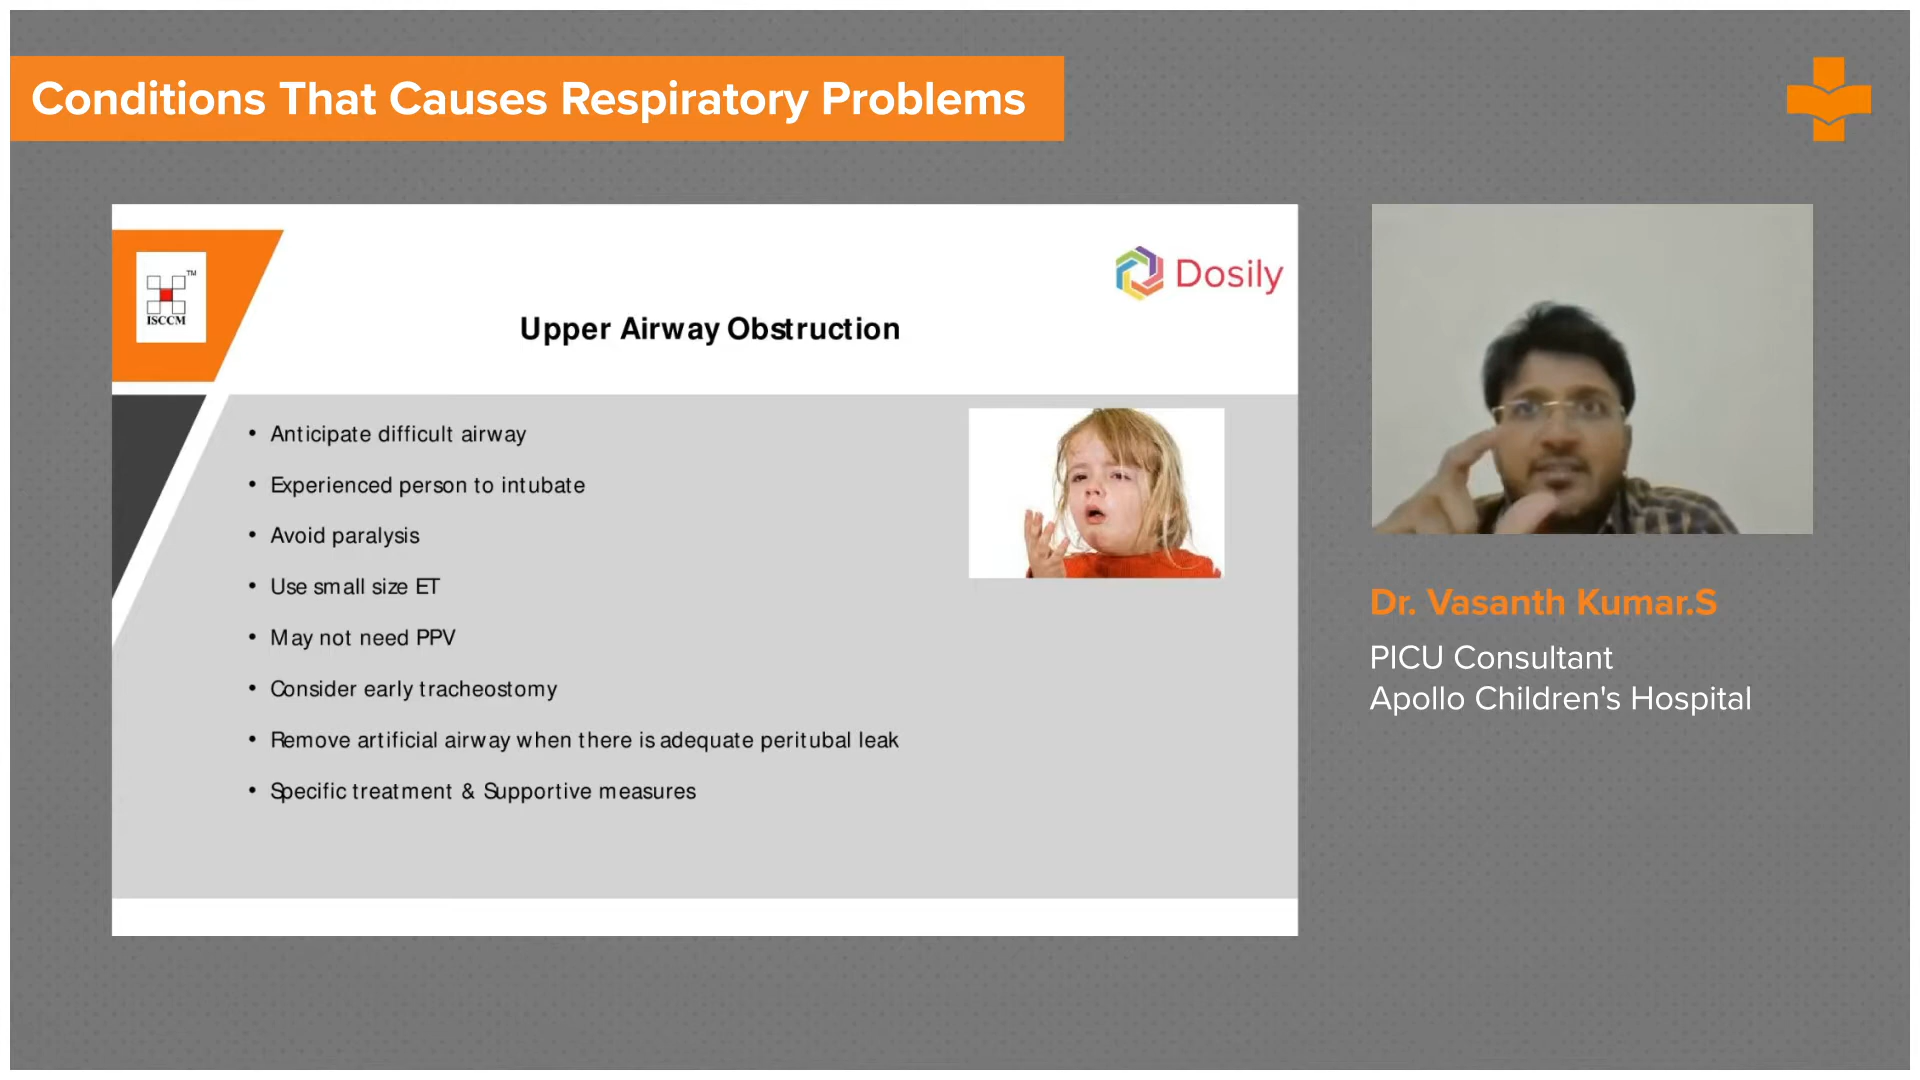 Conditions That Causes Respiratory Problems
TM
ISCCM
Dosily
Upper Airway Obstruction
• Anticipate difficult airway
• Experienced person to intubate
• Avoid paralysis
• Use small size ET
• May not need PPV
• Consider early tracheostomy
• Remove artificial airway when there is adequate peritubal leak
• Specific treatment & Supportive measures
Dr. Vasanth Kumar.S
PICU Consultant
Apollo Children's Hospital